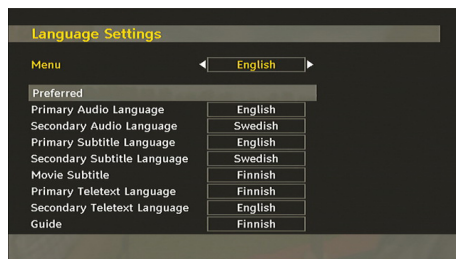 Language Settings
Menu English
Preferred
Primary Audio Language English
Secondary Audio Language Swedish
Primary Subtitle Language English
Secondary Subtitle Language Swedish
Movie Subtitle Finnish
Primary Teletext Language Finnish
Secondary Teletext Language English
Guide Finnish